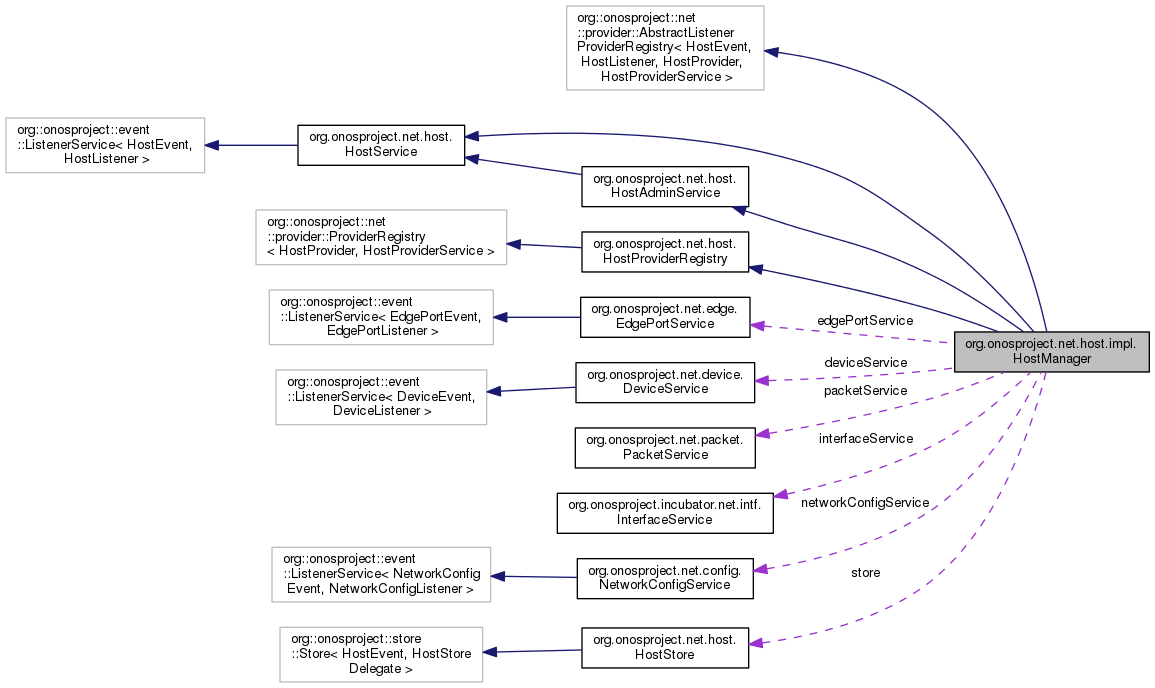 org::onosproject::net
::provider::AbstractListener
ProviderRegistry< HostEvent,
HostListener, HostProvider,
HostProviderService >
org::onosproject::event
::ListenerService< HostEvent,
HostListener >
org.onosproject.net.host.
HostService
org.onosproject.net.host.
HostAdminService
org::onosproject::net
::provider::ProviderRegistry
< HostProvider, HostProviderService >
org.onosproject.net.host.
HostProviderRegistry
org::onosproject::event
::ListenerService< EdgePortEvent,
EdgePortListener >
org.onosproject.net.edge.
EdgePortService
edgePortService
org.onosproject.net.host.impl.
HostManager
org::onosproject::event
::ListenerService< DeviceEvent,
DeviceListener >
org.onosproject.net.device.
DeviceService
deviceService
packetService
org.onosproject.net.packet.
PacketService
interfaceService
org.onosproject.incubator.net.intf.
InterfaceService
networkConfigService
org::onosproject::event
::ListenerService< NetworkConfig
Event, NetworkConfigListener >
org.onosproject.net.config.
NetworkConfigService
store
org::onosproject::store
::Store< HostEvent, HostStore
Delegate >
org.onosproject.net.host.
HostStore